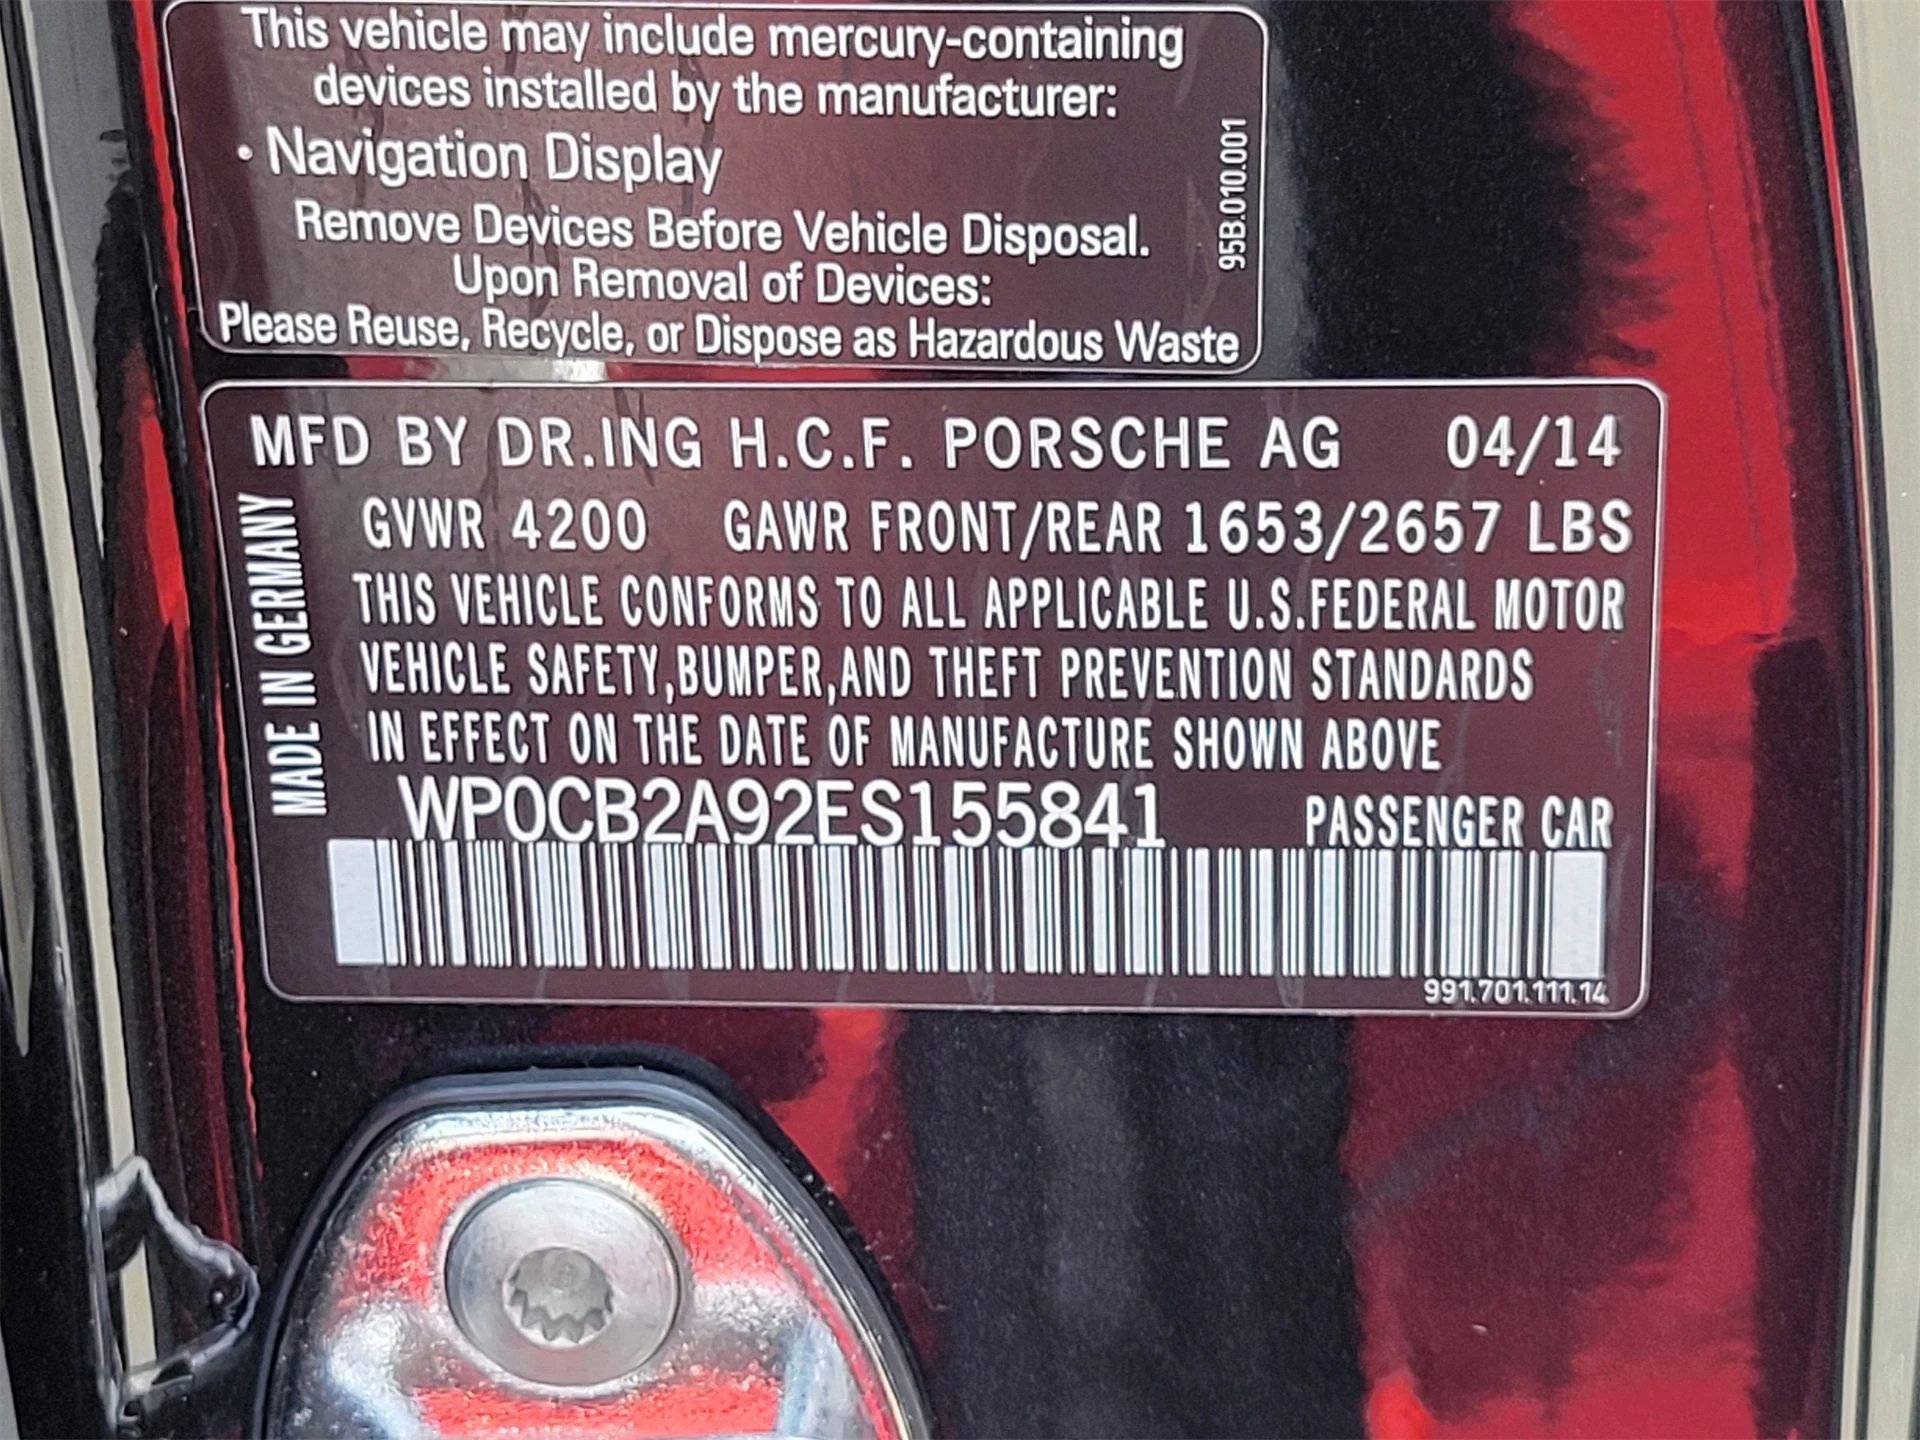 This vehicle may include mercury-containing
devices installed by the manufacturer:
• Navigation Display
Remove Devices Before Vehicle Disposal.
Upon Removal of Devices:
Please Reuse, Recycle, or Dispose as Hazardous Waste
95B.010.001
MFD BY DR.ING H.C.F. PORSCHE AG 04/14
GVWR 4200 GAWR FRONT/REAR 1653/2657 LBS
THIS VEHICLE CONFORMS TO ALL APPLICABLE U.S.FEDERAL MOTOR
VEHICLE SAFETY,BUMPER,AND THEFT PREVENTION STANDARDS
IN EFFECT ON THE DATE OF MANUFACTURE SHOWN ABOVE
MADE IN GERMANY
WP0CB2A92ES155841 PASSENGER CAR
991.701.111.14